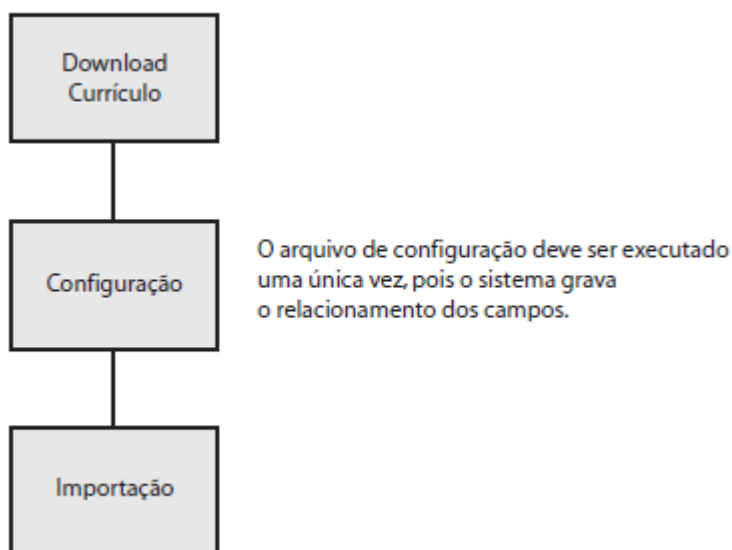 Download
Currículo
Configuração
O arquivo de configuração deve ser executado
uma única vez, pois o sistema grava
o relacionamento dos campos.
Importação